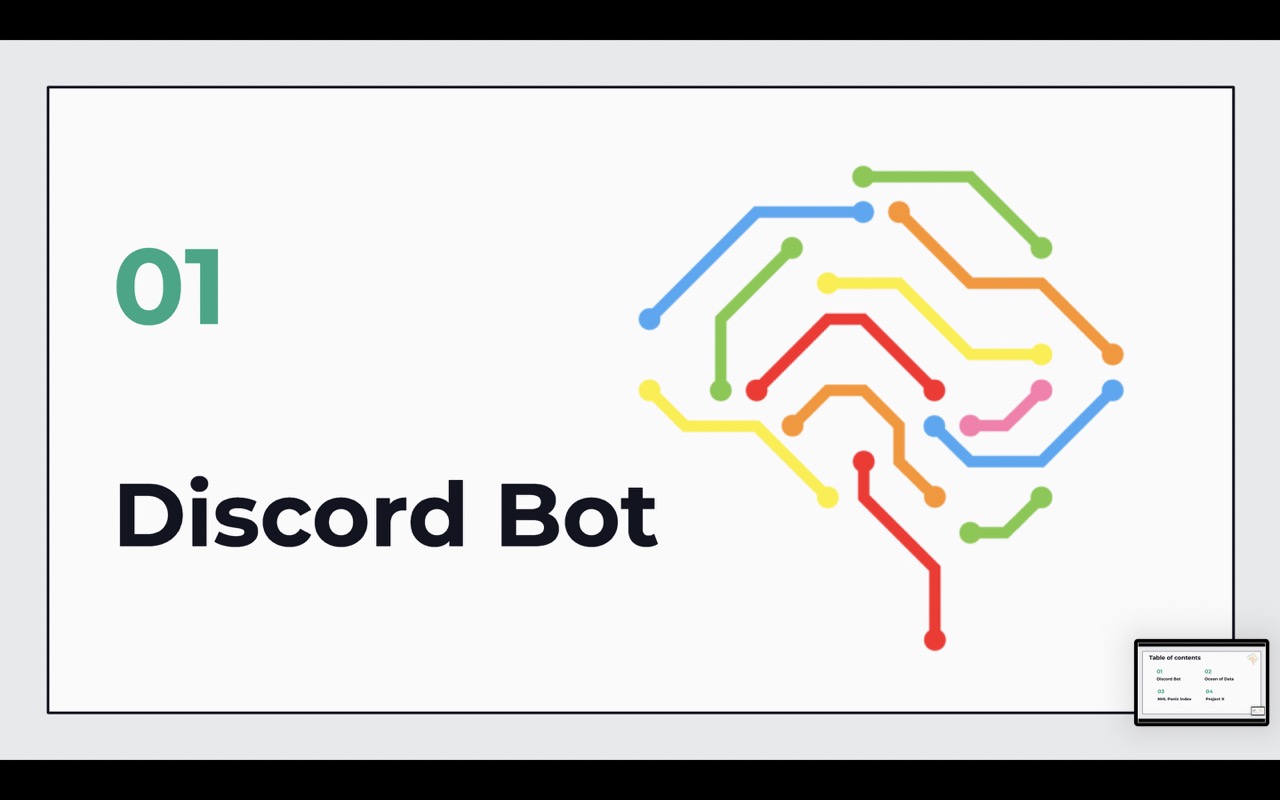 01
Discord Bot
Table of contents
01
02
Discord Bot
Ocean of Data
03
04
NHL Panic Index
Project X